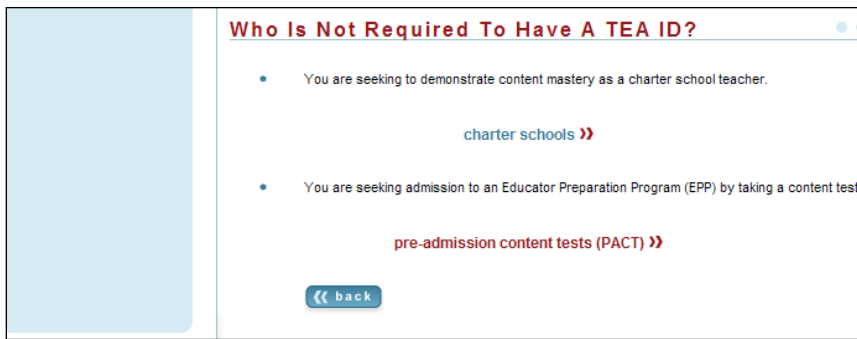 Who Is Not Required To Have A TEA ID?
You are seeking to demonstrate content mastery as a charter school teacher.
charter schools
You are seeking admission to an Educator Preparation Program (EPP) by taking a content test
pre-admission content tests (PACT)
back